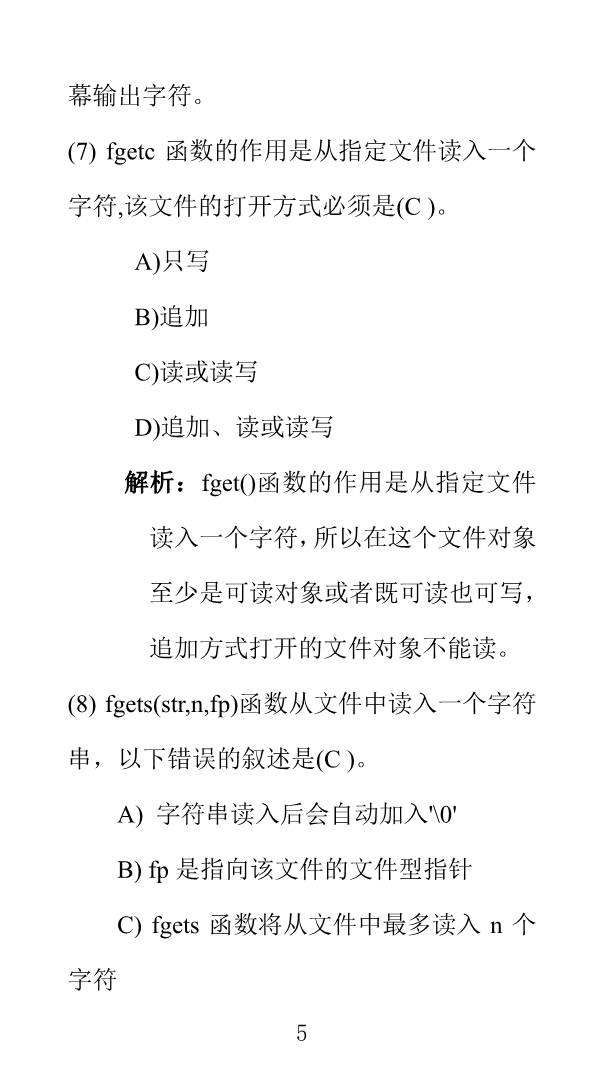 幕输出字符。
(7) fgetc 函数的作用是从指定文件读入一个
字符,该文件的打开方式必须是(C )。
A)只写
B)追加
C)读或读写
D)追加、读或读写
解析：fget()函数的作用是从指定文件
读入一个字符，所以在这个文件对象
至少是可读对象或者既可读也可写，
追加方式打开的文件对象不能读。
(8) fgets(str,n,fp)函数从文件中读入一个字符
串，以下错误的叙述是(C )。
A) 字符串读入后会自动加入'\0'
B) fp 是指向该文件的文件型指针
C) fgets 函数将从文件中最多读入 n 个
字符
5